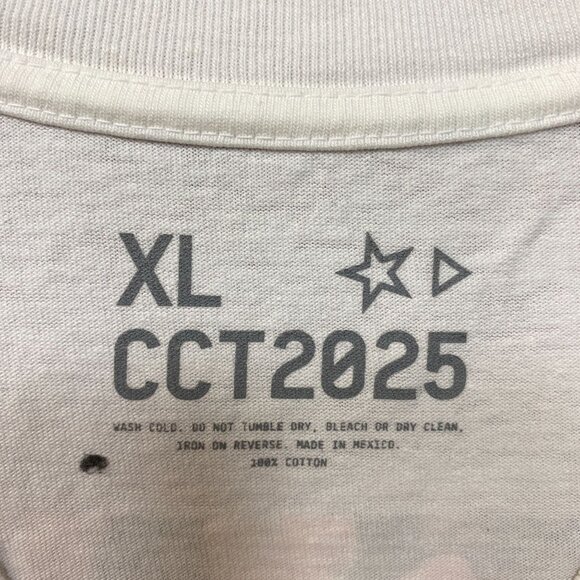 XL
CCT2025
WASH COLD. DO NOT TUMBLE DRY, BLEACH OR DRY CLEAN.
IRON ON REVERSE. MADE IN MEXICO.
100% COTTON